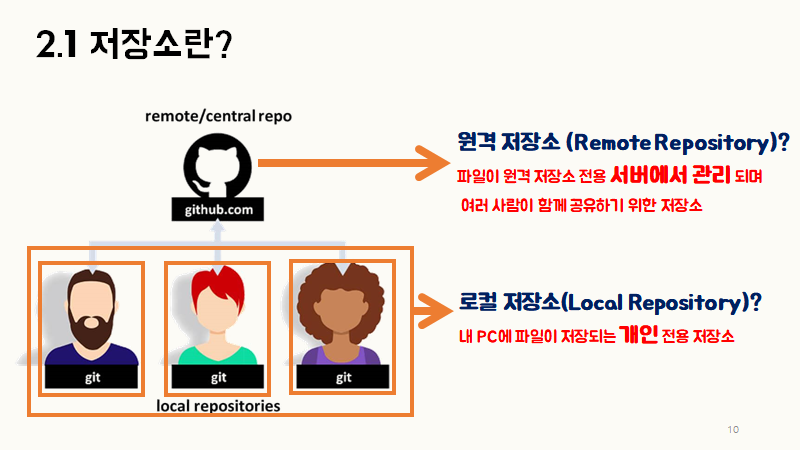 2.1 저장소란?
remote/central repo
github.com
원격 저장소 (Remote Repository)?
파일이 원격 저장소 전용 서버에서 관리 되며
여러 사람이 함께 공유하기 위한 저장소
git
git
git
local repositories
로컬 저장소(Local Repository)?
내 PC에 파일이 저장되는 개인 전용 저장소
10